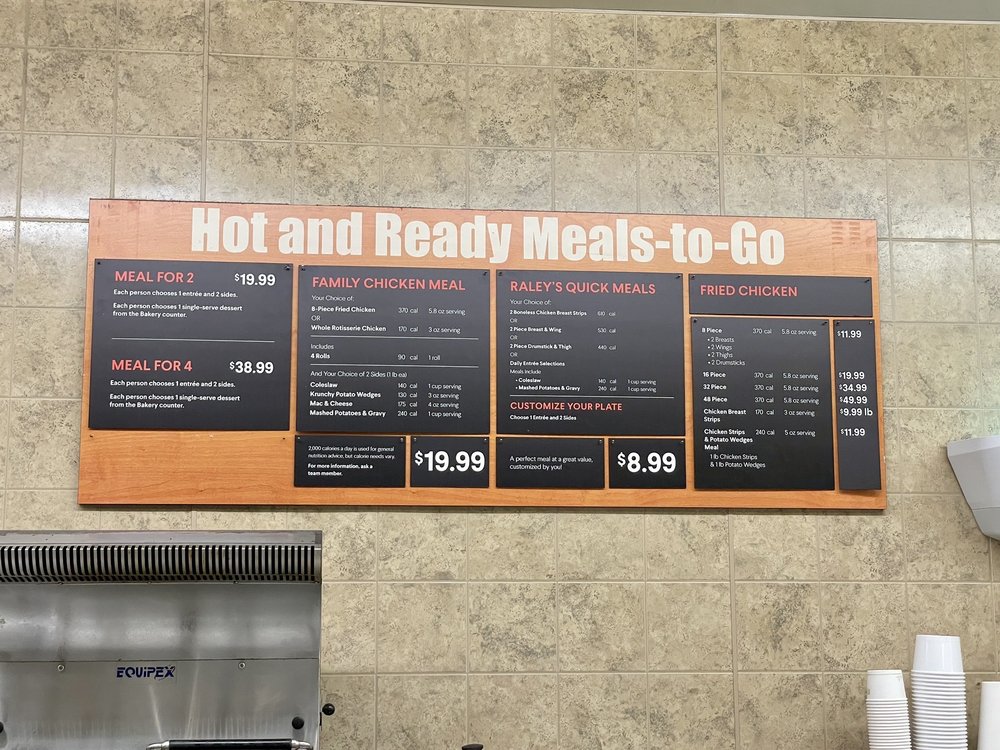 Hot and Ready Meals-to-Go
MEAL FOR 2 $19.99
Each person chooses 1 entrée and 2 sides.
Each person chooses 1 single-serve dessert
from the Bakery counter.
MEAL FOR 4 $38.99
Each person chooses 1 entrée and 2 sides.
Each person chooses 1 single-serve dessert
from the Bakery counter.
FAMILY CHICKEN MEAL
Your Choice of:
8-Piece Fried Chicken 370 cal 5.8 oz serving
OR
Whole Rotisserie Chicken 170 cal 3 oz serving
Includes
4 Rolls 90 cal 1 roll
And Your Choice of 2 Sides (1 lb ea)
Coleslaw 140 cal 1 cup serving
Krunchy Potato Wedges 130 cal 3 oz serving
Mac & Cheese 175 cal 4 oz serving
Mashed Potatoes & Gravy 240 cal 1 cup serving
2,000 calories a day is used for general
nutrition advice, but calorie needs vary.
For more information, ask a
team member.
$19.99
RALEY'S QUICK MEALS
Your Choice of:
2 Boneless Chicken Breast Strips 610 cal
OR
2 Piece Breast & Wing 530 cal
OR
2 Piece Drumstick & Thigh 440 cal
OR
Daily Entrée Selections
Meals Include
• Coleslaw 140 cal 1 cup serving
• Mashed Potatoes & Gravy 240 cal 1 cup serving
CUSTOMIZE YOUR PLATE
Choose 1 Entrée and 2 Sides
A perfect meal at a great value,
customized by you!
$8.99
FRIED CHICKEN
8 Piece 370 cal 5.8 oz serving $11.99
• 2 Breasts
• 2 Wings
• 2 Thighs
• 2 Drumsticks
16 Piece 370 cal 5.8 oz serving $19.99
32 Piece 370 cal 5.8 oz serving $34.99
48 Piece 370 cal 5.8 oz serving $49.99
Chicken Breast 170 cal 3 oz serving $9.99 lb
Strips
Chicken Strips 240 cal 5 oz serving $11.99
& Potato Wedges
Meal
1 lb Chicken Strips
& 1 lb Potato Wedges
EQUIPEX